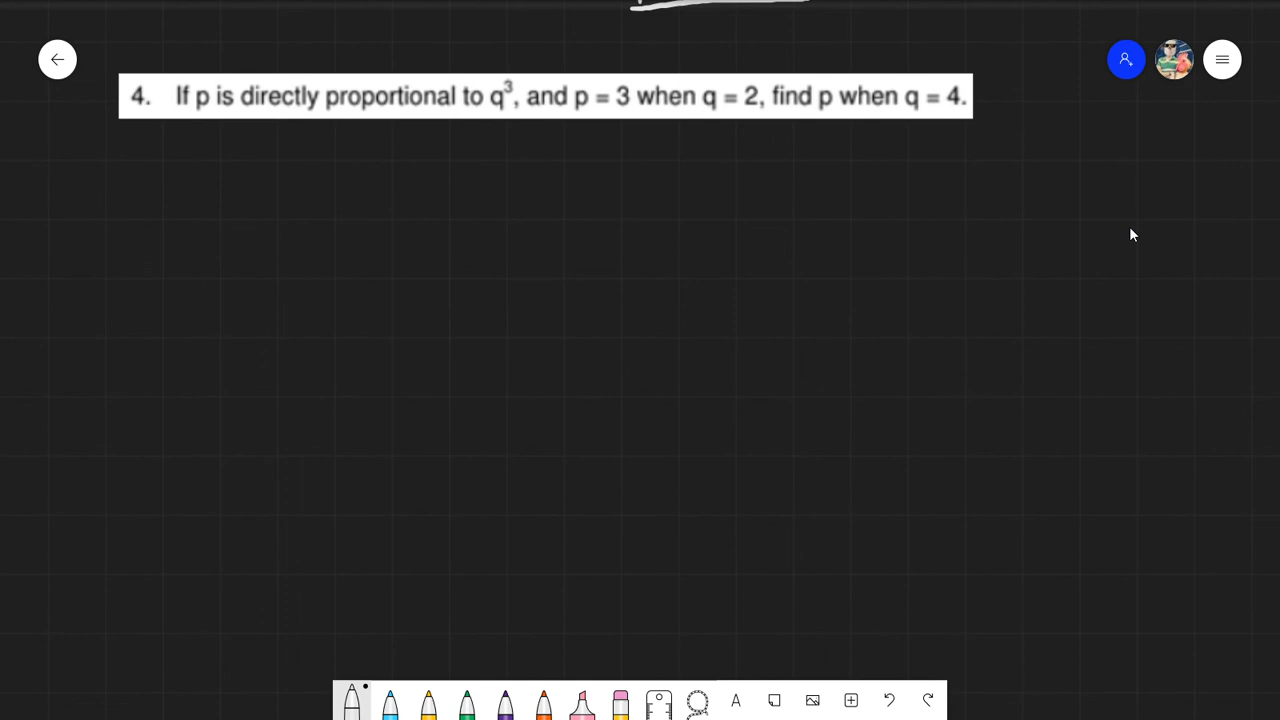 4. If p is directly proportional to q³, and p = 3 when q = 2, find p when q = 4.
A